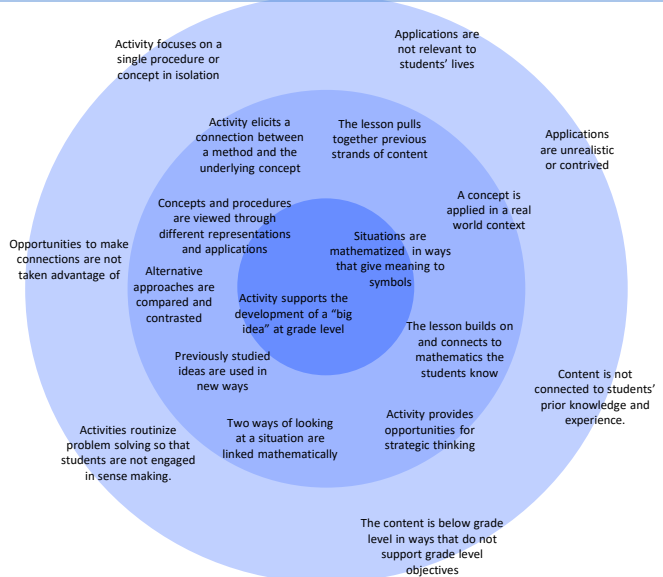 Activity focuses on a
single procedure or
concept in isolation
Applications are
not relevant to
students' lives
Activity elicits a
connection between
a method and the
underlying concept
The lesson pulls
together previous
strands of content
Applications
are unrealistic
or contrived
Concepts and procedures
are viewed through
different representations
and applications
A concept is
applied in a real
world context
Situations are
mathematized in ways
that give meaning to
symbols
Opportunities to make
connections are not
taken advantage of
Alternative
approaches are
compared and
contrasted
Activity supports the
development of a "big
idea" at grade level
The lesson builds on
and connects to
mathematics the
students know
Previously studied
ideas are used in
new ways
Content is not
connected to students'
prior knowledge and
experience.
Activities routinize
problem solving so that
students are not engaged
in sense making.
Two ways of looking
at a situation are
linked mathematically
Activity provides
opportunities for
strategic thinking
The content is below grade
level in ways that do not
support grade level
objectives